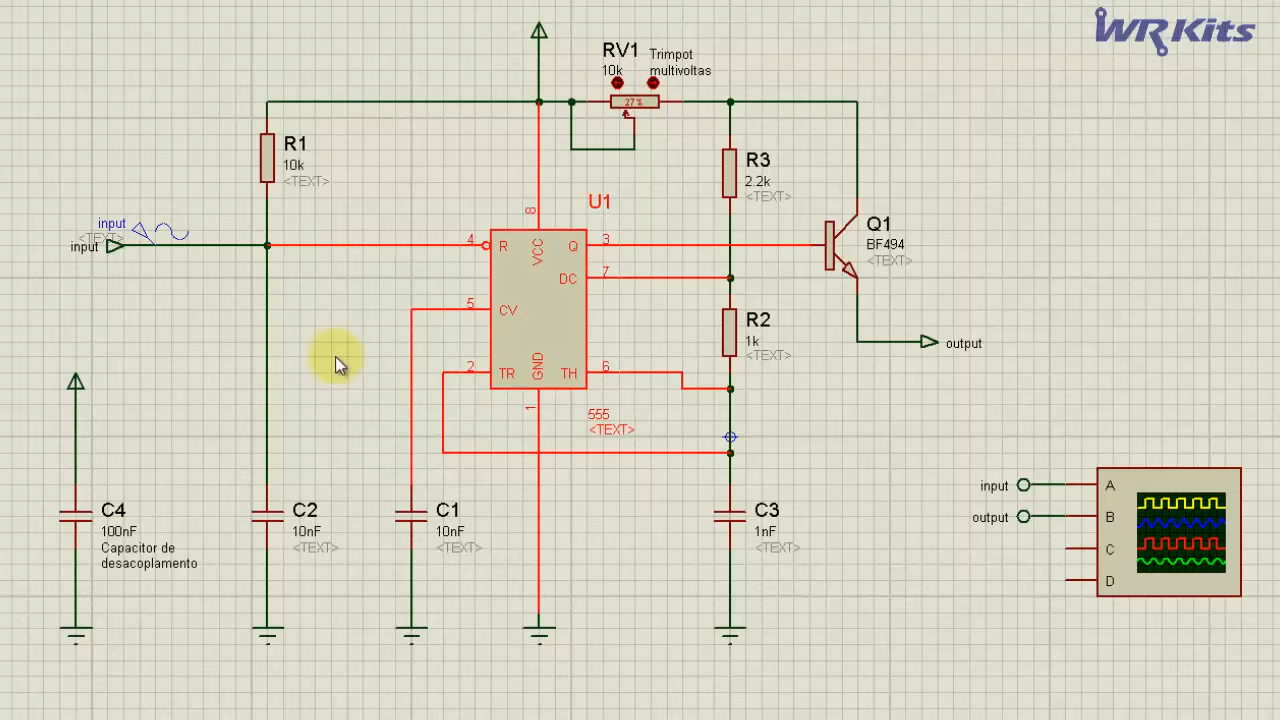 WR Kits
RV1
10k
Trimpot
multivoltas
27%
R1
10k
<TEXT>
R3
2.2k
<TEXT>
U1
8
input
<TEXT>
input
4
R
VCC
Q
3
Q1
BF494
<TEXT>
DC
7
5
CV
R2
1k
<TEXT>
output
2
TR
GND
TH
6
1
555
<TEXT>
C4
100nF
Capacitor de
desacoplamento
C2
10nF
<TEXT>
C1
10nF
<TEXT>
C3
1nF
<TEXT>
input
A
output
B
C
D